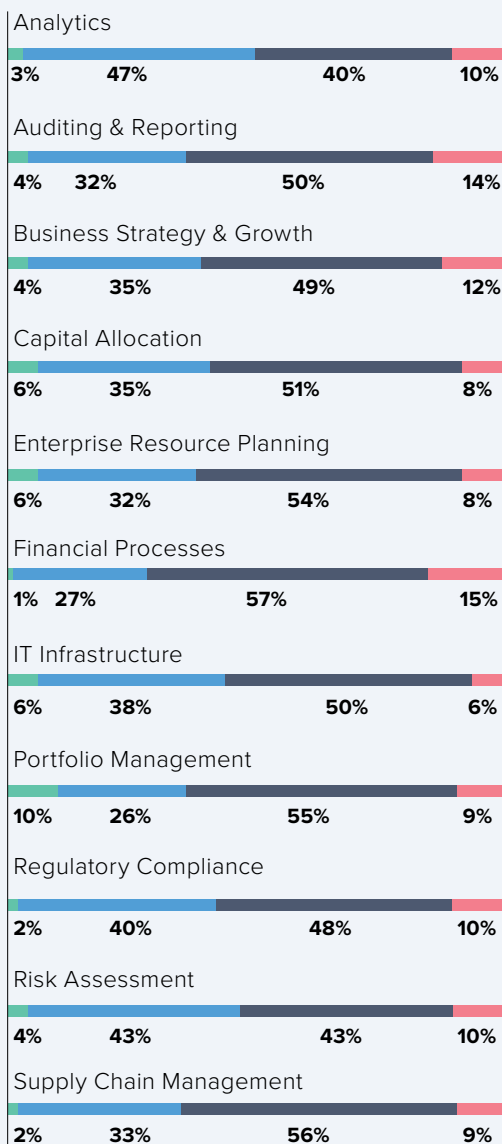 Analytics
3% 47% 40% 10%
Auditing & Reporting
4% 32% 50% 14%
Business Strategy & Growth
4% 35% 49% 12%
Capital Allocation
6% 35% 51% 8%
Enterprise Resource Planning
6% 32% 54% 8%
Financial Processes
1% 27% 57% 15%
IT Infrastructure
6% 38% 50% 6%
Portfolio Management
10% 26% 55% 9%
Regulatory Compliance
2% 40% 48% 10%
Risk Assessment
4% 43% 43% 10%
Supply Chain Management
2% 33% 56% 9%